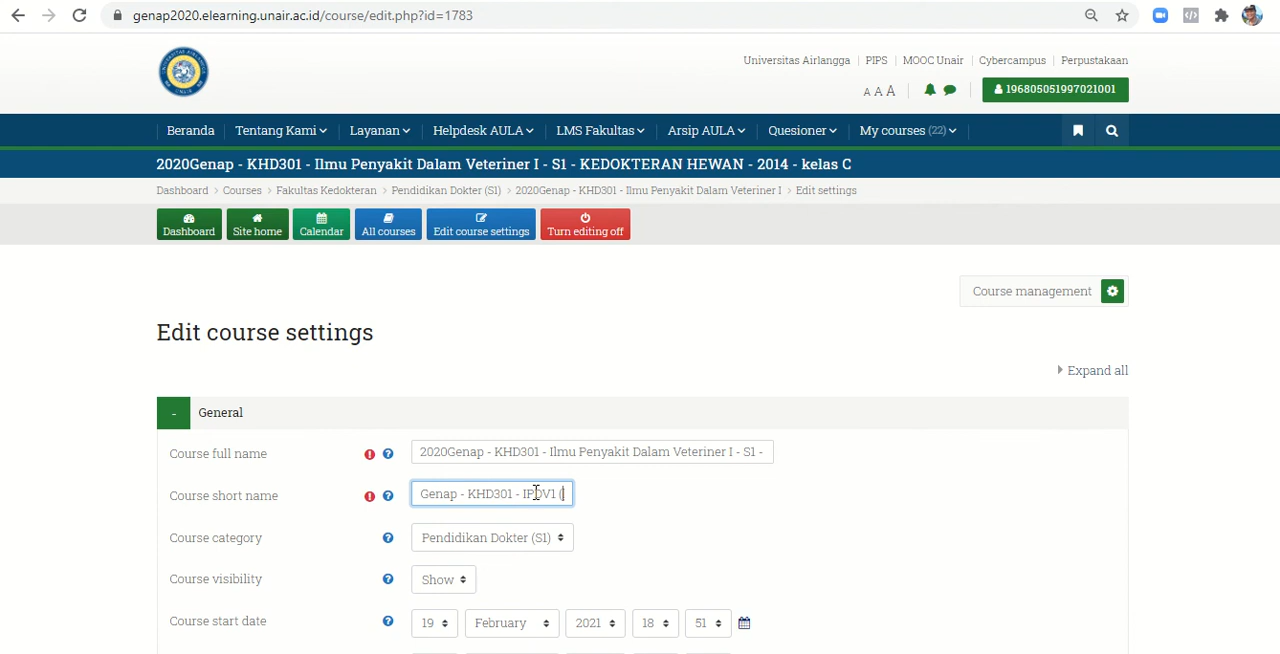 genap2020.elearning.unair.ac.id/course/edit.php?id=1783
Universitas Airlangga | PIPS | MOOC Unair | Cybercampus | Perpustakaan
A A A 196805051997021001
Beranda Tentang Kami Layanan Helpdesk AULA LMS Fakultas Arsip AULA Quesioner My courses (22)
2020Genap - KHD301 - Ilmu Penyakit Dalam Veteriner I - S1 - KEDOKTERAN HEWAN - 2014 - kelas C
Dashboard > Courses > Fakultas Kedokteran > Pendidikan Dokter (S1) > 2020Genap - KHD301 - Ilmu Penyakit Dalam Veteriner I > Edit settings
Dashboard Site home Calendar All courses Edit course settings Turn editing off
Course management
Edit course settings
Expand all
- General
Course full name 2020Genap - KHD301 - Ilmu Penyakit Dalam Veteriner I - S1 -
Course short name Genap - KHD301 - IPDV1 (
Course category Pendidikan Dokter (S1)
Course visibility Show
Course start date 19 February 2021 18 51